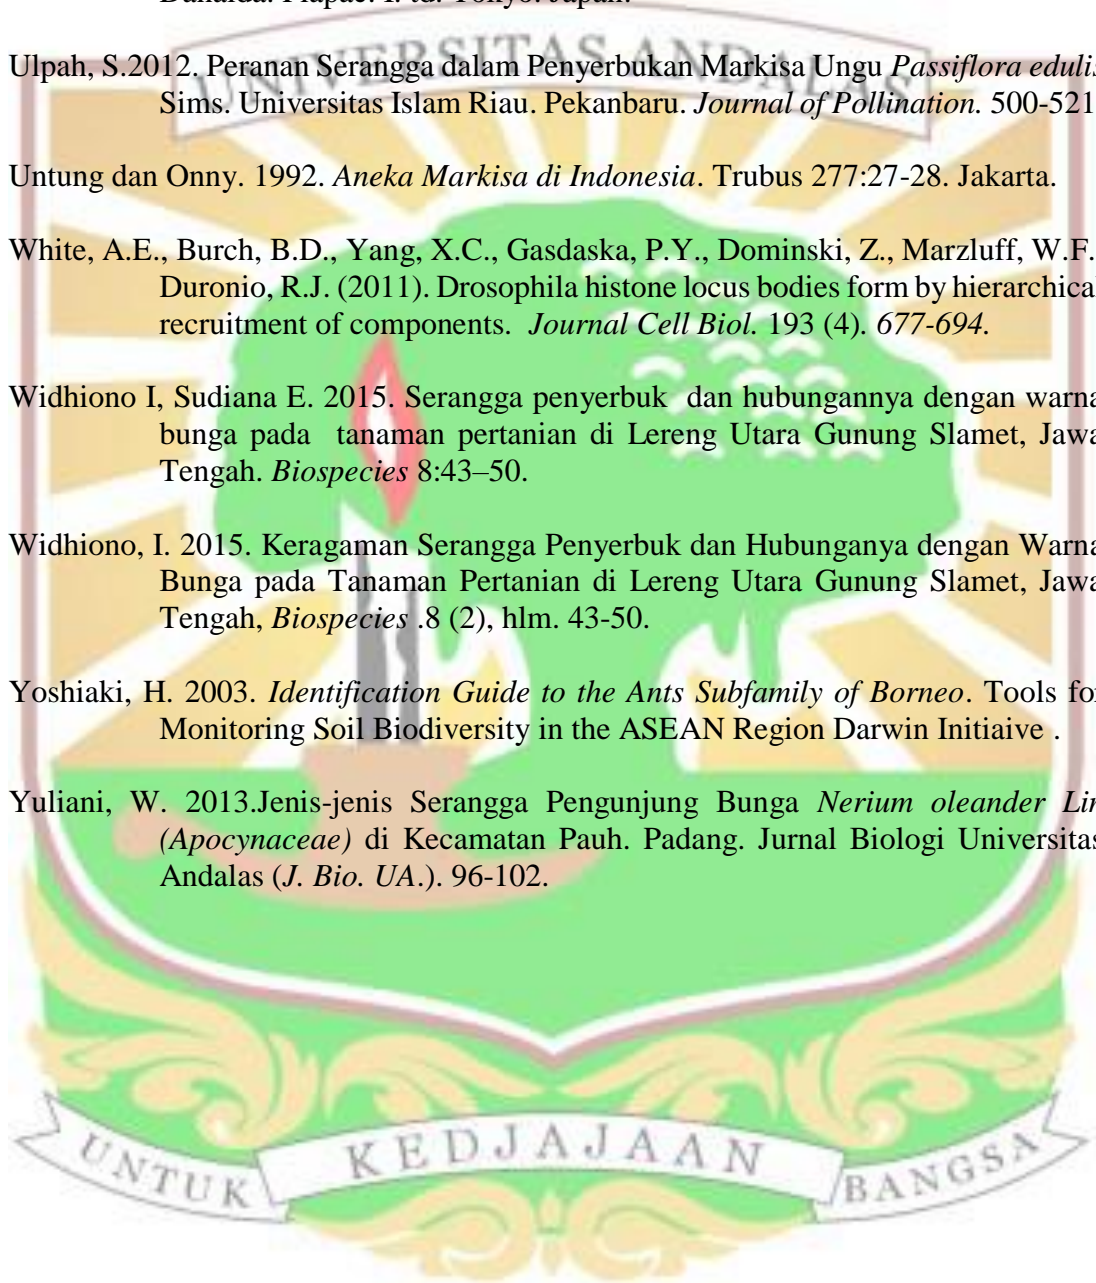 UNIVERSITAS ANDALAS
Ulpah, S.2012. Peranan Serangga dalam Penyerbukan Markisa Ungu Passiflora edulis
Sims. Universitas Islam Riau. Pekanbaru. Journal of Pollination. 500-521
Untung dan Onny. 1992. Aneka Markisa di Indonesia. Trubus 277:27-28. Jakarta.
White, A.E., Burch, B.D., Yang, X.C., Gasdaska, P.Y., Dominski, Z., Marzluff, W.F.
Duronio, R.J. (2011). Drosophila histone locus bodies form by hierarchical
recruitment of components. Journal Cell Biol. 193 (4). 677-694.
Widhiono I, Sudiana E. 2015. Serangga penyerbuk dan hubungannya dengan warna
bunga pada tanaman pertanian di Lereng Utara Gunung Slamet, Jawa
Tengah. Biospecies 8:43–50.
Widhiono, I. 2015. Keragaman Serangga Penyerbuk dan Hubunganya dengan Warna
Bunga pada Tanaman Pertanian di Lereng Utara Gunung Slamet, Jawa
Tengah, Biospecies .8 (2), hlm. 43-50.
Yoshiaki, H. 2003. Identification Guide to the Ants Subfamily of Borneo. Tools for
Monitoring Soil Biodiversity in the ASEAN Region Darwin Initiaive .
Yuliani, W. 2013.Jenis-jenis Serangga Pengunjung Bunga Nerium oleander Lin
(Apocynaceae) di Kecamatan Pauh. Padang. Jurnal Biologi Universitas
Andalas (J. Bio. UA.). 96-102.
UNTUK KEDJAJAAN BANGSA